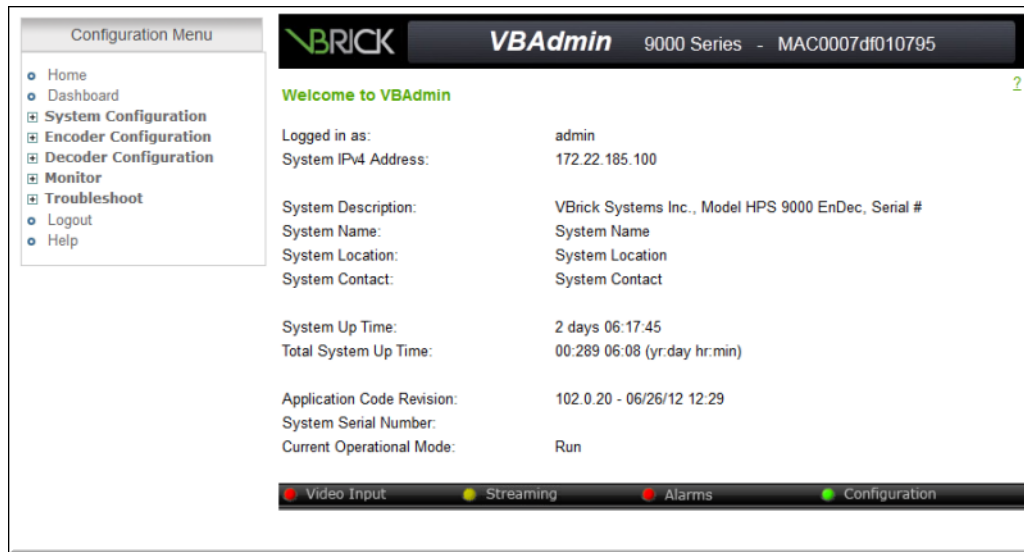 Configuration Menu
Home
Dashboard
System Configuration
Encoder Configuration
Decoder Configuration
Monitor
Troubleshoot
Logout
Help
VBRICK VBAdmin 9000 Series - MAC0007df010795
?
Welcome to VBAdmin
Logged in as: admin
System IPv4 Address: 172.22.185.100
System Description: VBrick Systems Inc., Model HPS 9000 EnDec, Serial #
System Name: System Name
System Location: System Location
System Contact: System Contact
System Up Time: 2 days 06:17:45
Total System Up Time: 00:289 06:08 (yr:day hr:min)
Application Code Revision: 102.0.20 - 06/26/12 12:29
System Serial Number:
Current Operational Mode: Run
Video Input Streaming Alarms Configuration